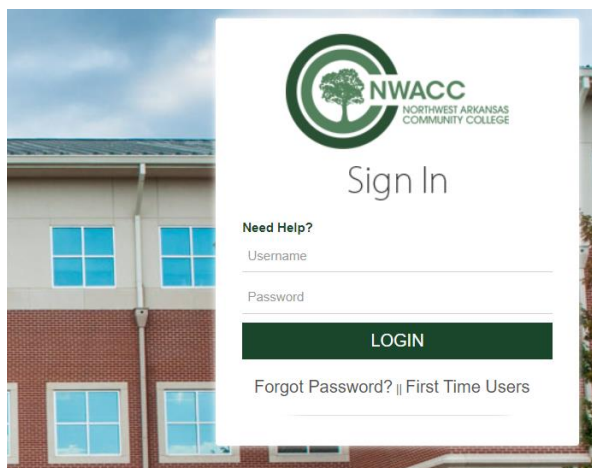 NWACC
NORTHWEST ARKANSAS
COMMUNITY COLLEGE
Sign In
Need Help?
Username
Password
LOGIN
Forgot Password? || First Time Users